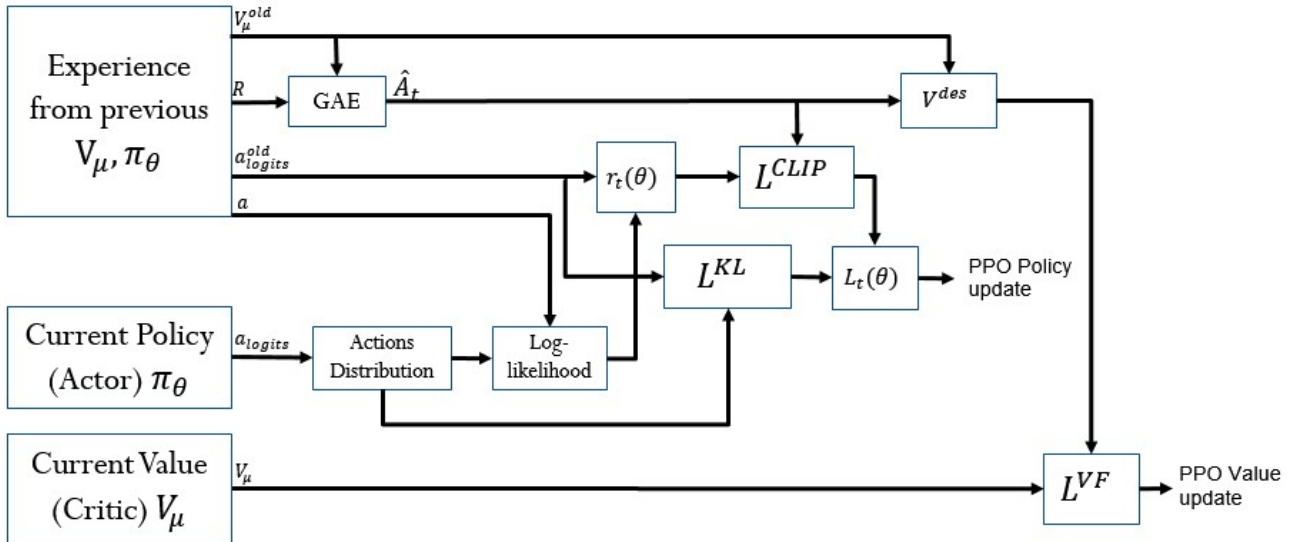 V_μ^old
Experience
from previous
V_μ, π_θ
R
GAE
Â_t
V^des
a_logits^old
r_t(θ)
L^CLIP
a
L^KL
L_t(θ)
PPO Policy
update
Current Policy
(Actor) π_θ
a_logits
Actions
Distribution
Log-
likelihood
Current Value
(Critic) V_μ
V_μ
L^VF
PPO Value
update